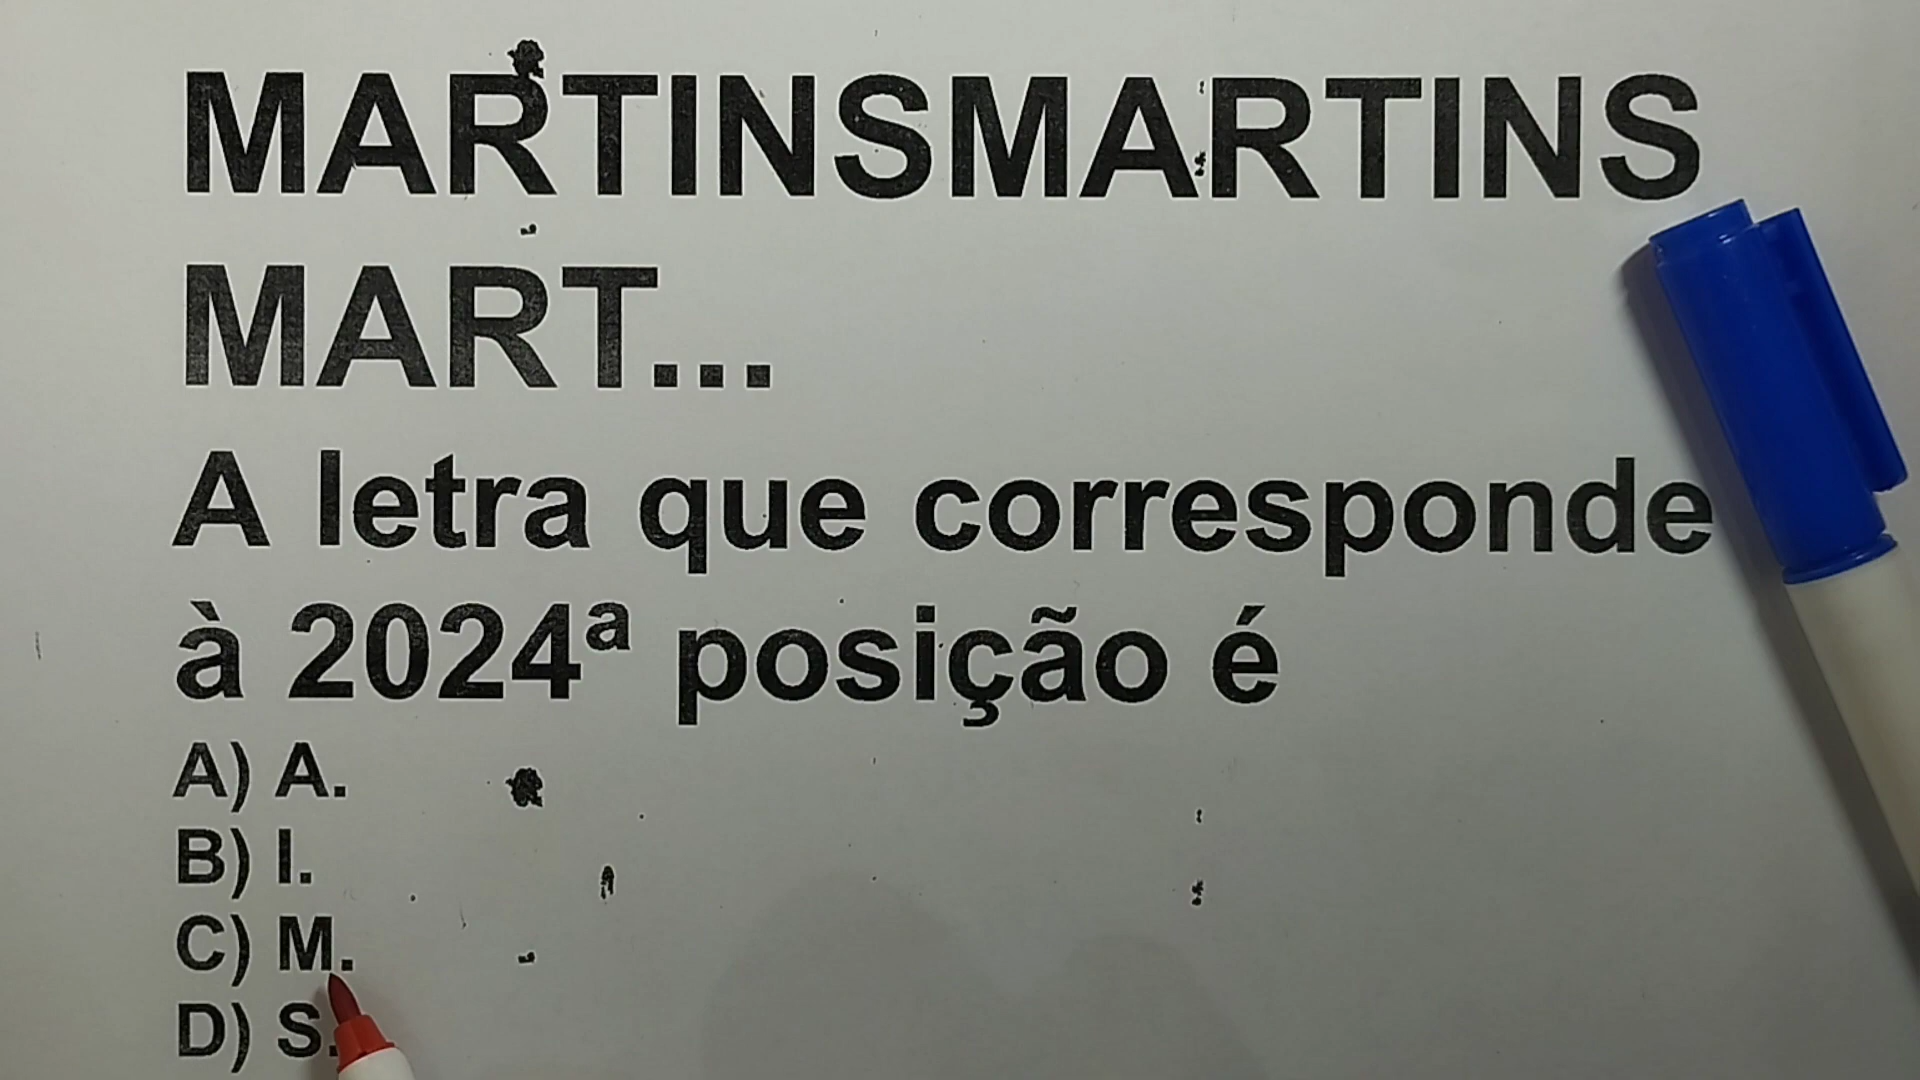 MARTINSMARTINS
MART...
A letra que corresponde
à 2024ª posição é
A) A.
B) I.
C) M.
D) S.